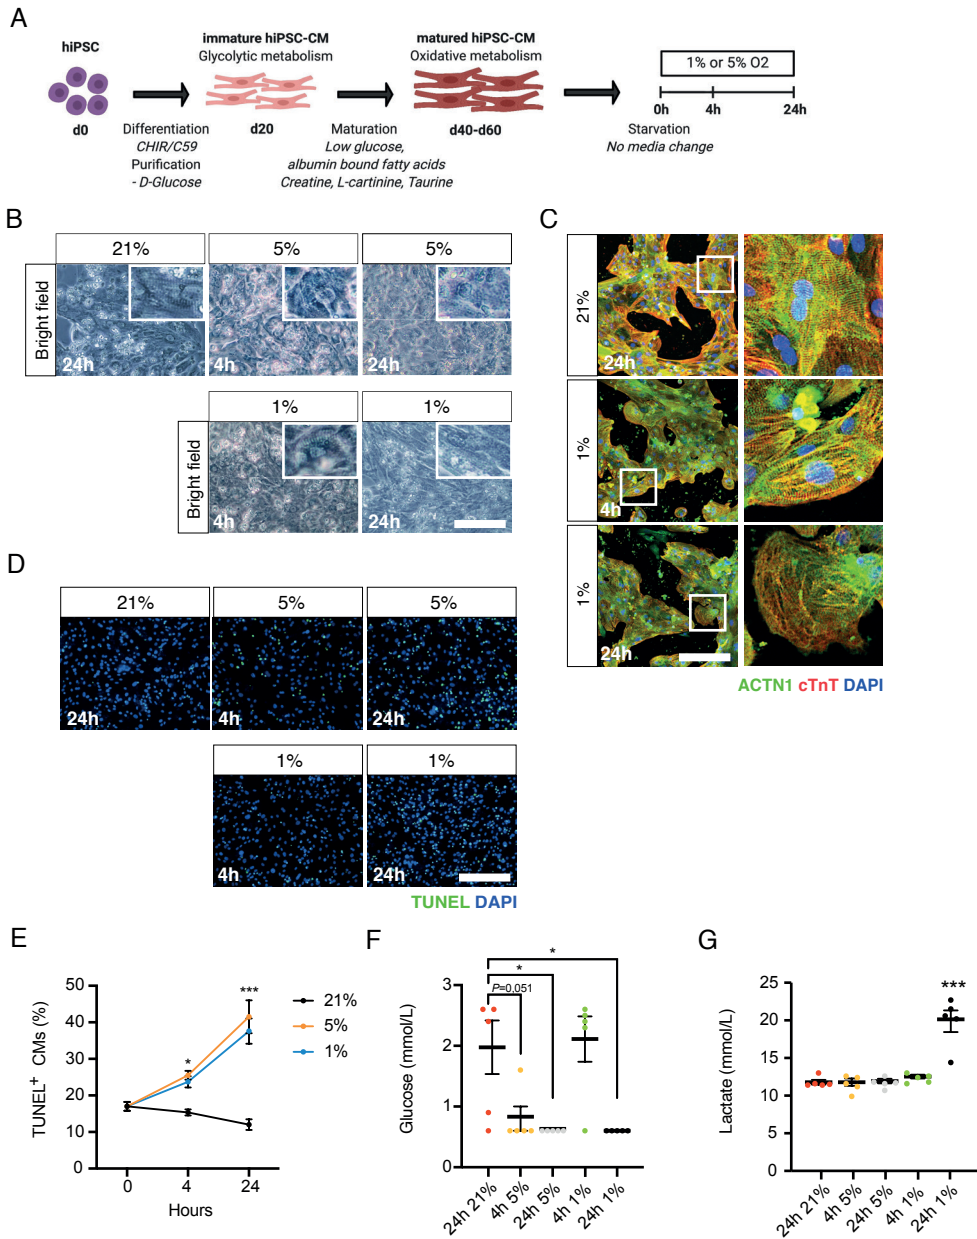 A
hiPSC
d0
Differentiation
CHIR/C59
Purification
- D-Glucose
immature hiPSC-CM
Glycolytic metabolism
d20
Maturation
Low glucose,
albumin bound fatty acids
Creatine, L-cartinine, Taurine
matured hiPSC-CM
Oxidative metabolism
d40-d60
Starvation
No media change
1% or 5% O2
0h 4h 24h
B
21% 5% 5%
Bright field
24h 4h 24h
1% 1%
Bright field
4h 24h
C
21%
24h
1%
4h
1%
24h
ACTN1 cTnT DAPI
D
21% 5% 5%
24h 4h 24h
1% 1%
4h 24h
TUNEL DAPI
E
TUNEL+ CMs (%)
50
40
30
20
10
0
0 4 24
Hours
*
***
21%
5%
1%
F
Glucose (mmol/L)
3
2
1
0
*
*
P=0,051
24h 21%
4h 5%
24h 5%
4h 1%
24h 1%
G
Lactate (mmol/L)
25
20
15
10
5
0
***
24h 21%
4h 5%
24h 5%
4h 1%
24h 1%